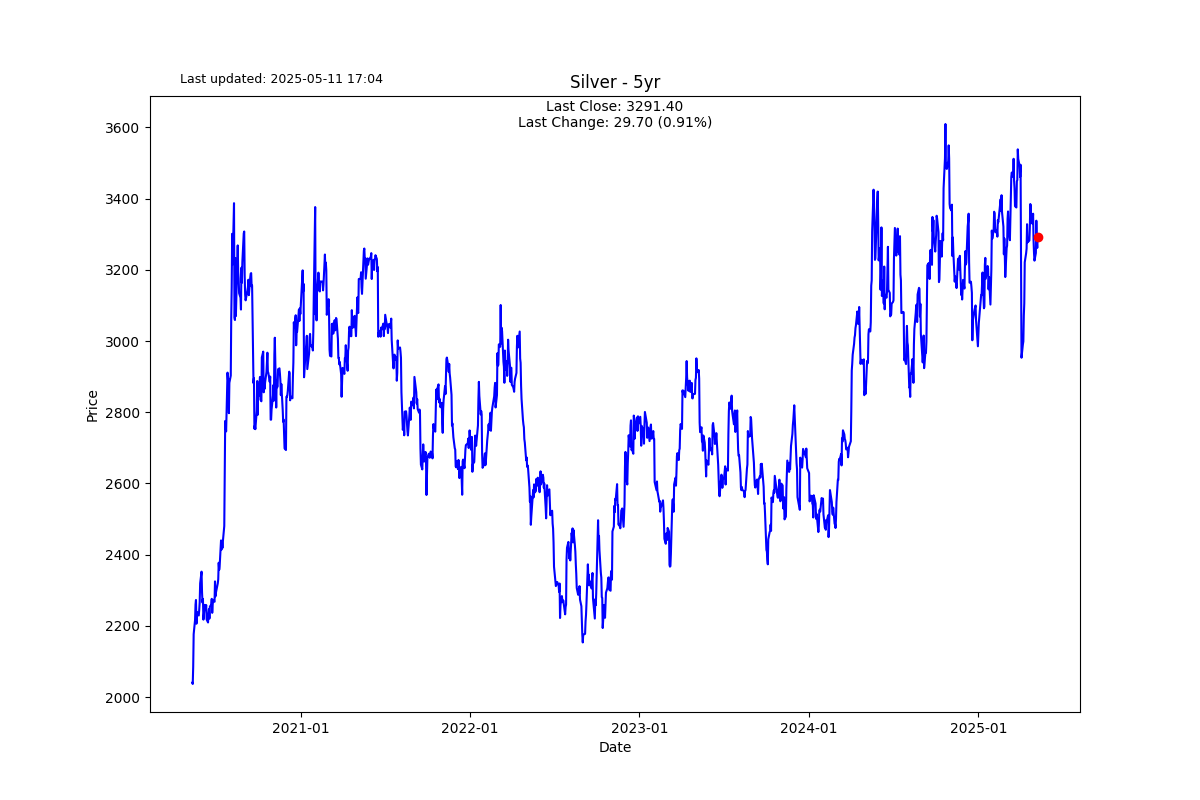 Last updated: 2025-05-11 17:04
Silver - 5yr
Last Close: 3291.40
Last Change: 29.70 (0.91%)
3600
3400
3200
3000
2800
2600
2400
2200
2000
Price
2021-01
2022-01
2023-01
2024-01
2025-01
Date